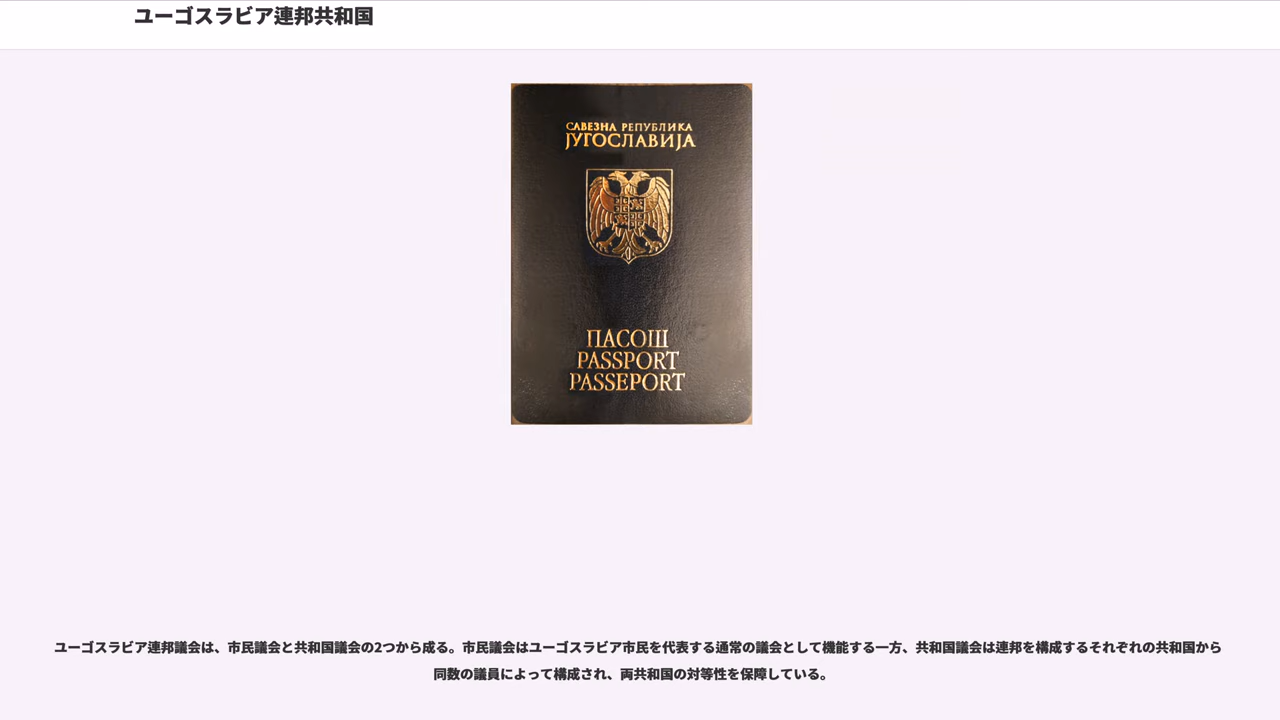 ユーゴスラビア連邦共和国
САВЕЗНА РЕПУБЛИКА
ЈУГОСЛАВИЈА
ПАСОШ
PASSPORT
PASSEPORT
ユーゴスラビア連邦議会は、市民議会と共和国議会の2つから成る。市民議会はユーゴスラビア市民を代表する通常の議会として機能する一方、共和国議会は連邦を構成するそれぞれの共和国から
同数の議員によって構成され、両共和国の対等性を保障している。